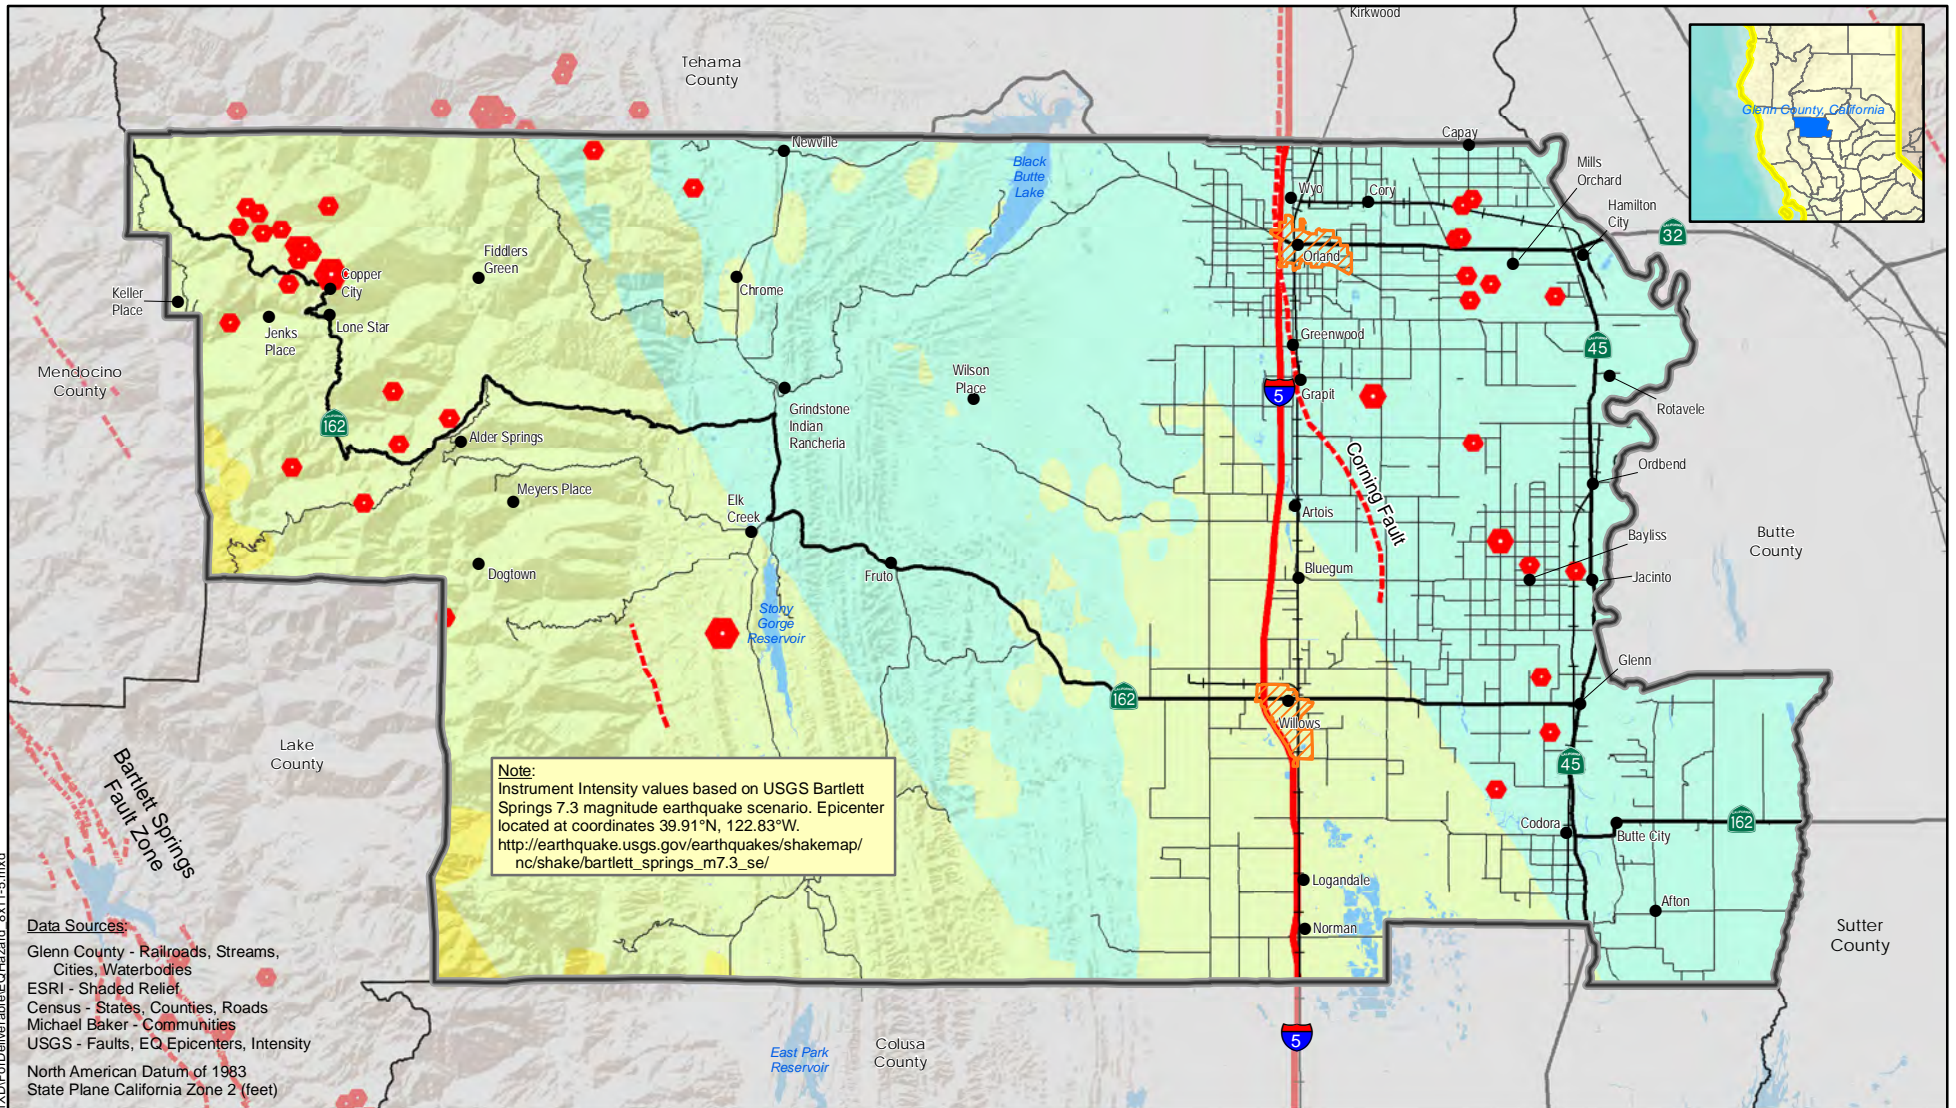 Kirkwood
Tehama
County
Glenn County, California
Capay
Newville
Black
Butte
Lake
Mills
Orchard
Wyo
Cory
Hamilton
City
32
Orland
Fiddlers
Green
Copper
City
Chrome
Keller
Place
Jenks
Place
Lone Star
Greenwood
45
Mendocino
County
Wilson
Place
5
Grapit
Rotavele
162
Grindstone
Indian
Rancheria
Alder Springs
Corning Fault
Ordbend
Meyers Place
Elk
Creek
Artois
Bayliss
Butte
County
Dogtown
Fruto
Bluegum
Jacinto
Stony
Gorge
Reservoir
Glenn
162
Willows
Lake
County
Bartlett Springs
Fault Zone
45
Note:
Instrument Intensity values based on USGS Bartlett
Springs 7.3 magnitude earthquake scenario. Epicenter
located at coordinates 39.91°N, 122.83°W.
http://earthquake.usgs.gov/earthquakes/shakemap/
nc/shake/bartlett_springs_m7.3_se/
Codora
Butte City
162
Logandale
Afton
Norman
Sutter
County
Data Sources:
Glenn County - Railroads, Streams,
Cities, Waterbodies
ESRI - Shaded Relief
Census - States, Counties, Roads
Michael Baker - Communities
USGS - Faults, EQ Epicenters, Intensity
North American Datum of 1983
State Plane California Zone 2 (feet)
East Park
Reservoir
Colusa
County
5